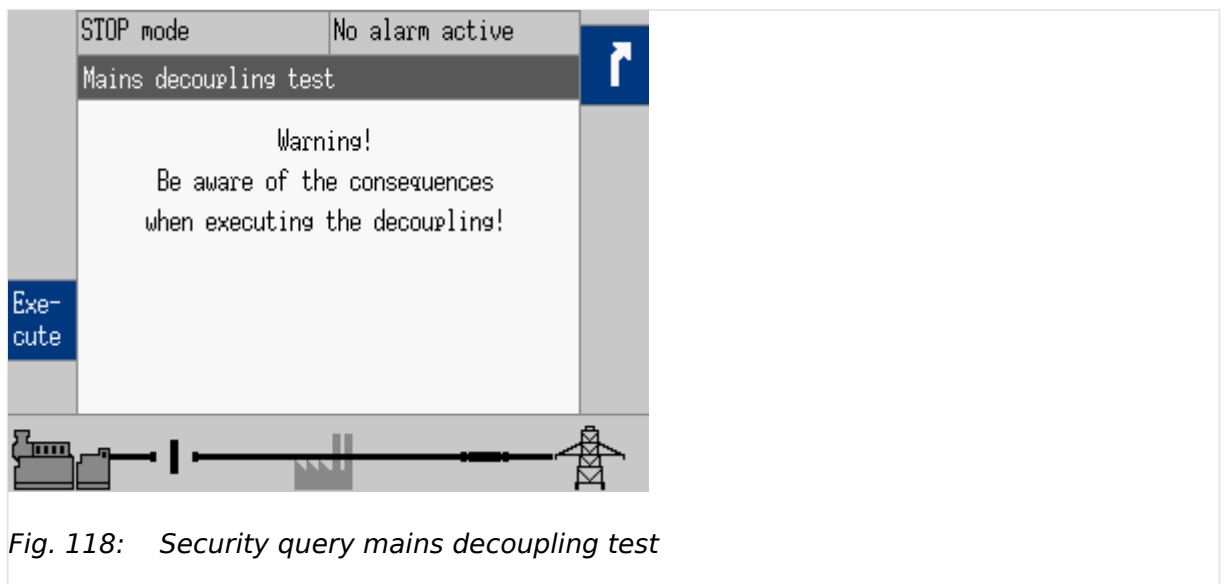 STOP mode
No alarm active
Mains decoupling test
Warning!
Be aware of the consequences
when executing the decoupling!
Exe-
cute
Fig. 118: Security query mains decoupling test